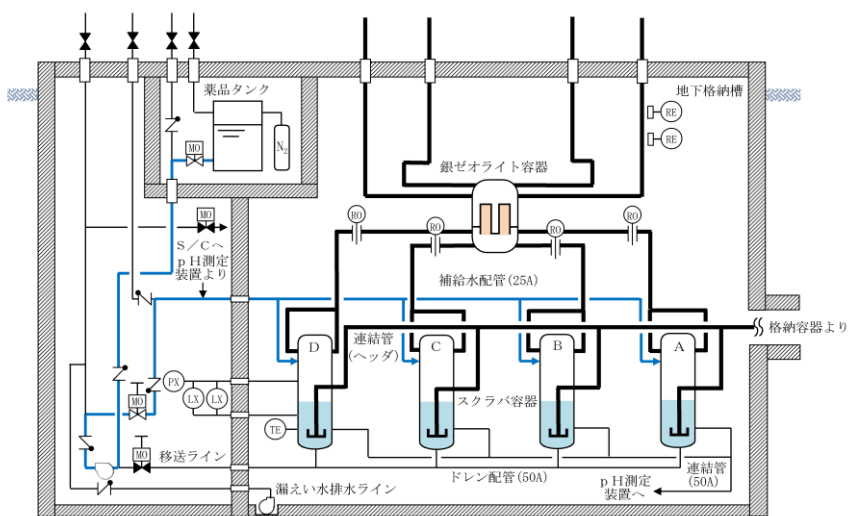 薬品タンク
地下格納槽
MO
N₂
RE
RE
銀ゼオライト容器
MO
RO
RO
RO
RO
S/Cへ
pH測定
装置より
補給水配管(25A)
格納容器より
連結管
(ヘッダ)
D
C
B
A
PX
LX
LX
MO
スクラバ容器
TE
MO
移送ライン
ドレン配管(50A)
連結管
(50A)
pH測定
装置へ
漏えい水排水ライン